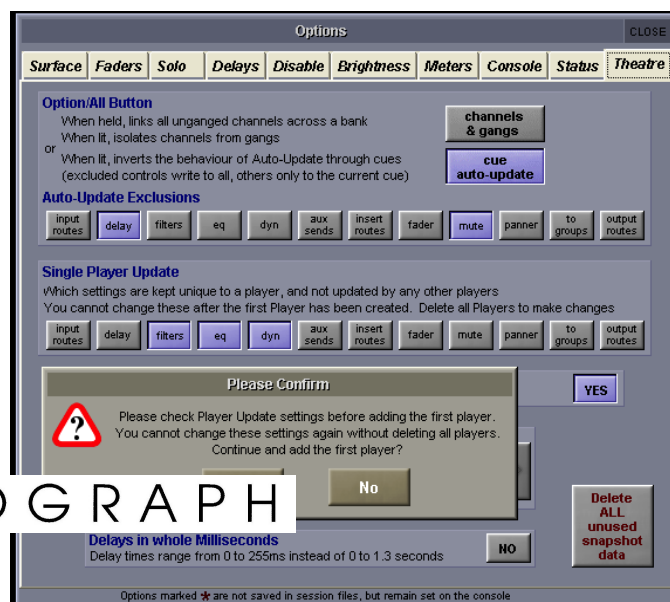 Options
CLOSE
Surface Faders Solo Delays Disable Brightness Meters Console Status Theatre
Option/All Button
When held, links all unganged channels across a bank
When lit, isolates channels from gangs
or
When lit, inverts the behaviour of Auto-Update through cues
(excluded controls write to all, others only to the current cue)
channels
& gangs
cue
auto-update
Auto-Update Exclusions
input routes delay filters eq dyn aux sends insert routes fader mute panner to groups output routes
Single Player Update
Which settings are kept unique to a player, and not updated by any other players
You cannot change these after the first Player has been created. Delete all Players to make changes
input routes delay filters eq dyn aux sends insert routes fader mute panner to groups output routes
YES
Please Confirm
?
Please check Player Update settings before adding the first player.
You cannot change these settings again without deleting all players.
Continue and add the first player?
No
OGRAPH
Delays in whole Milliseconds
Delay times range from 0 to 255ms instead of 0 to 1.3 seconds
NO
Delete
ALL
unused
snapshot
data
Options marked * are not saved in session files, but remain set on the console